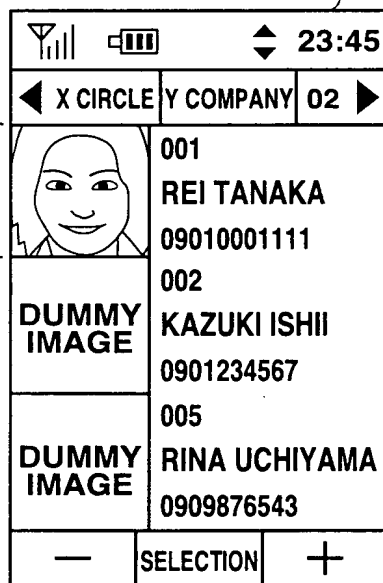 23:45
X CIRCLE Y COMPANY 02
001
REI TANAKA
09010001111
002
DUMMY IMAGE
KAZUKI ISHII
0901234567
005
DUMMY IMAGE
RINA UCHIYAMA
0909876543
— SELECTION +